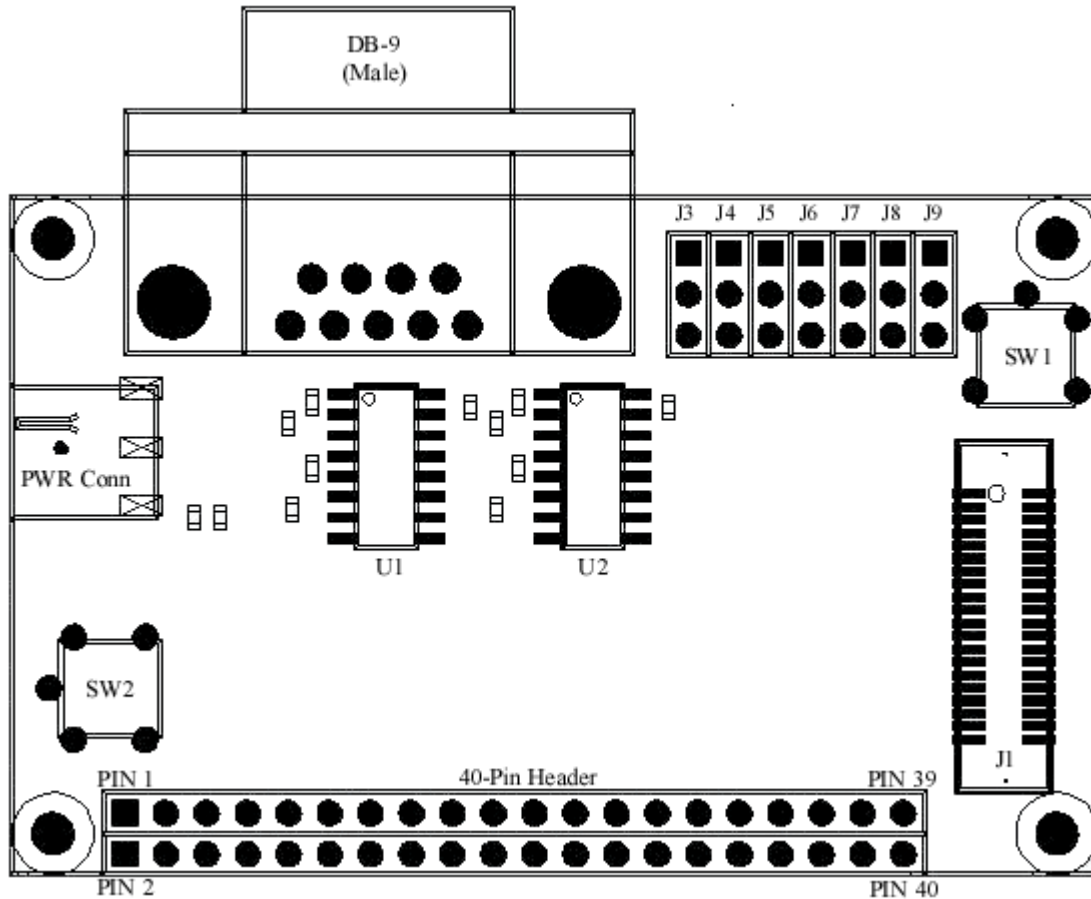 DB-9
(Male)
J3 J4 J5 J6 J7 J8 J9
SW1
PWR Conn
U1
U2
SW2
J1
PIN 1
40-Pin Header
PIN 39
PIN 2
PIN 40